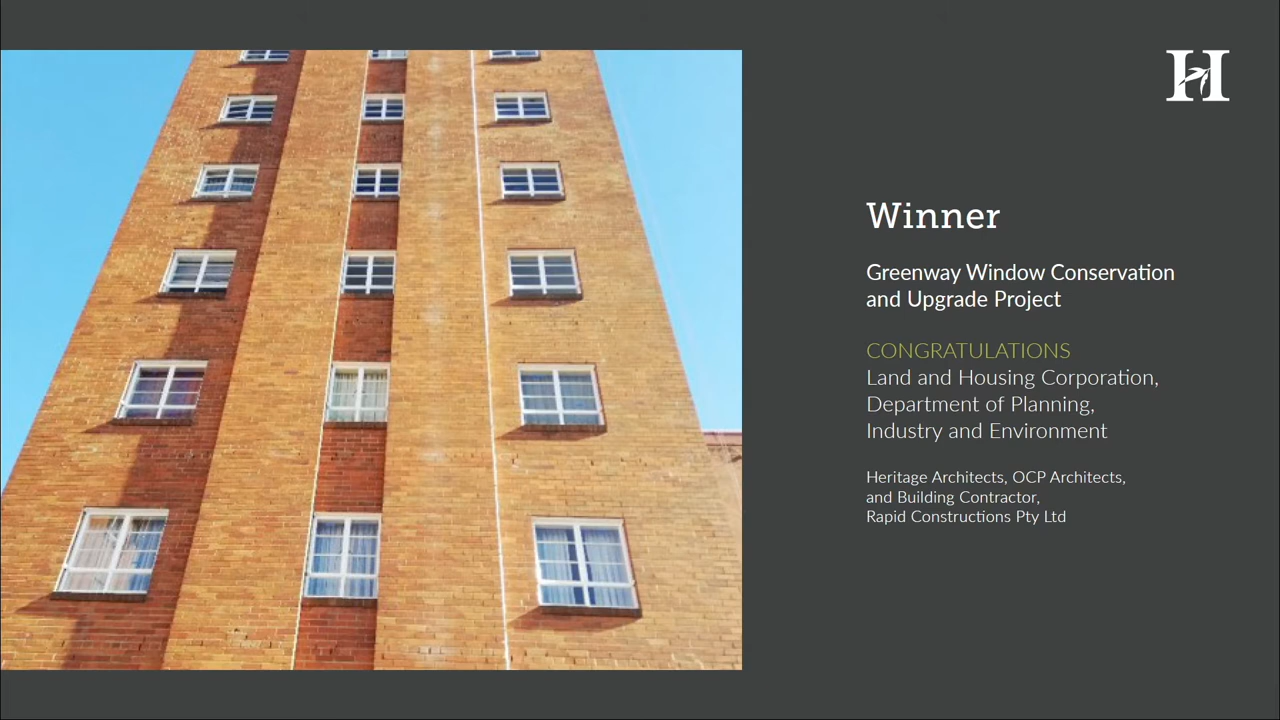 H
Winner
Greenway Window Conservation
and Upgrade Project
CONGRATULATIONS
Land and Housing Corporation,
Department of Planning,
Industry and Environment
Heritage Architects, OCP Architects,
and Building Contractor,
Rapid Constructions Pty Ltd